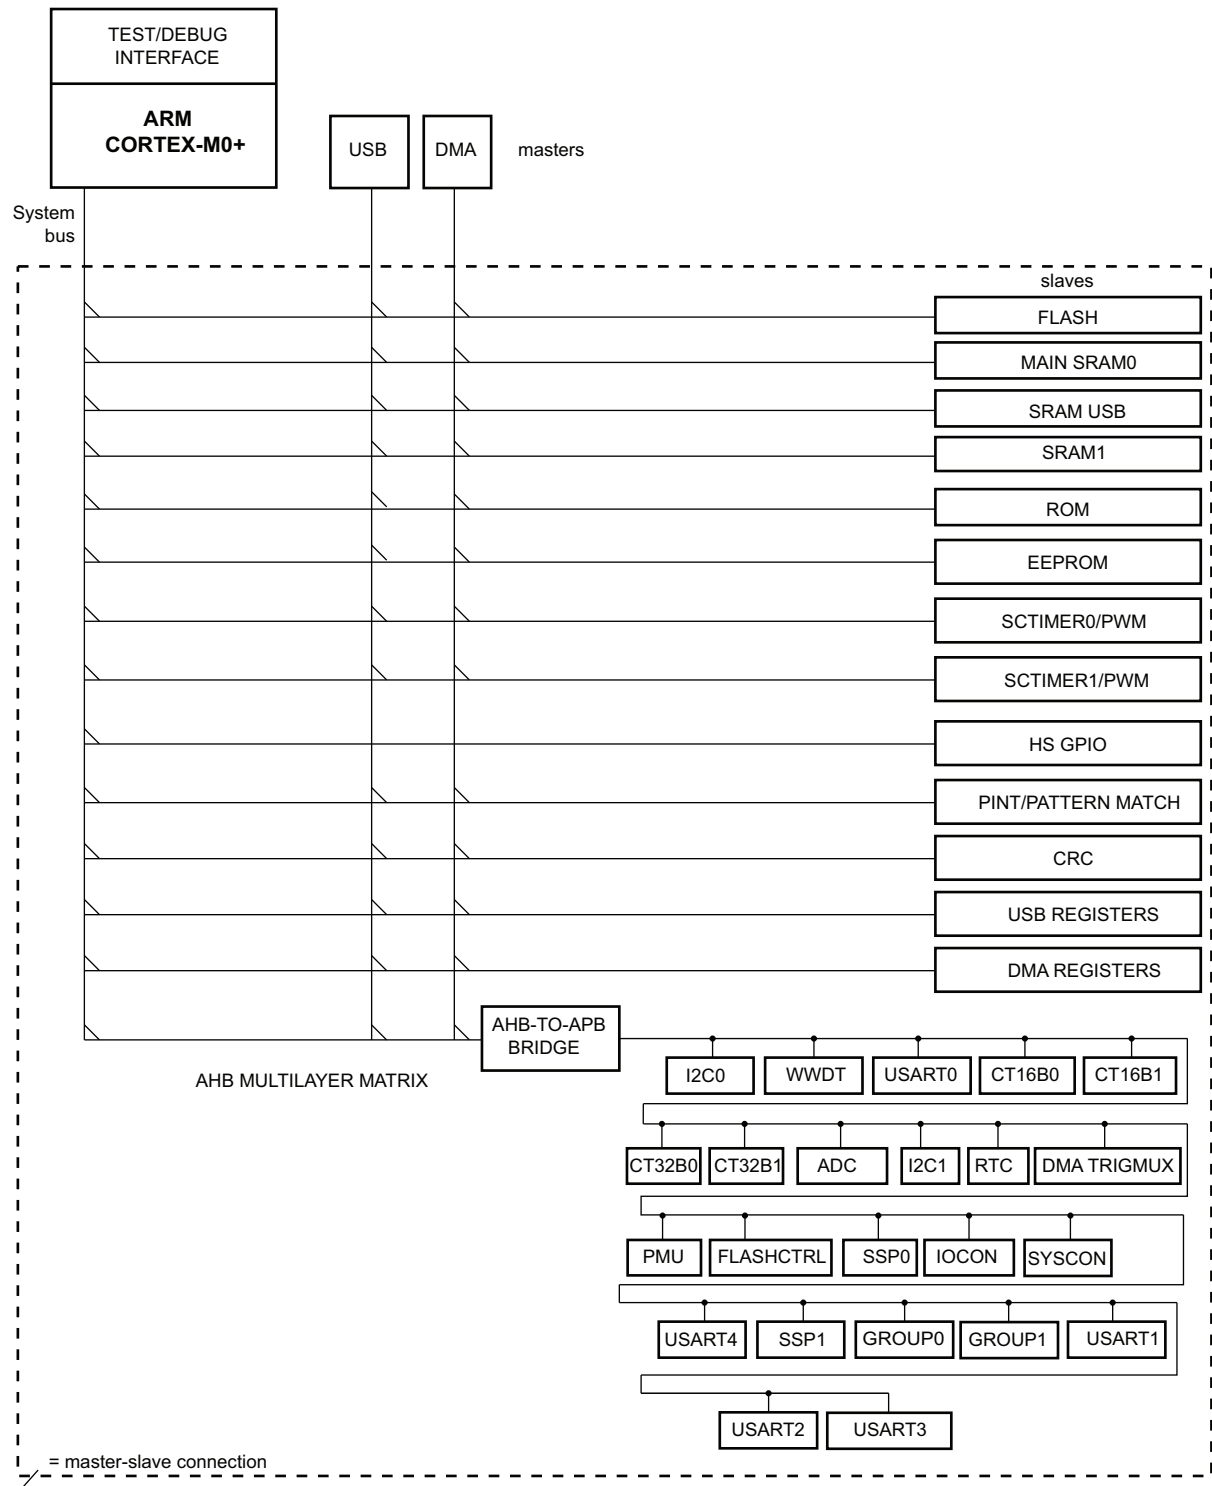 TEST/DEBUG
INTERFACE
ARM
CORTEX-M0+
USB
DMA
masters
System
bus
slaves
FLASH
MAIN SRAM0
SRAM USB
SRAM1
ROM
EEPROM
SCTIMER0/PWM
SCTIMER1/PWM
HS GPIO
PINT/PATTERN MATCH
CRC
USB REGISTERS
DMA REGISTERS
AHB-TO-APB
BRIDGE
AHB MULTILAYER MATRIX
I2C0
WWDT
USART0
CT16B0
CT16B1
CT32B0
CT32B1
ADC
I2C1
RTC
DMA TRIGMUX
PMU
FLASHCTRL
SSP0
IOCON
SYSCON
USART4
SSP1
GROUP0
GROUP1
USART1
USART2
USART3
= master-slave connection